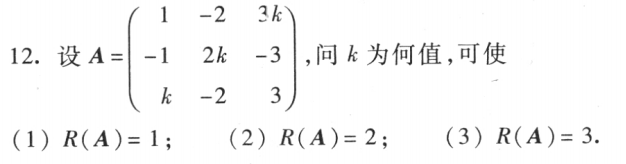 12. 设 A = ( 1 -2 3k
-1 2k -3
k -2 3 ) ,问 k 为何值,可使
(1) R(A) = 1; (2) R(A) = 2; (3) R(A) = 3.